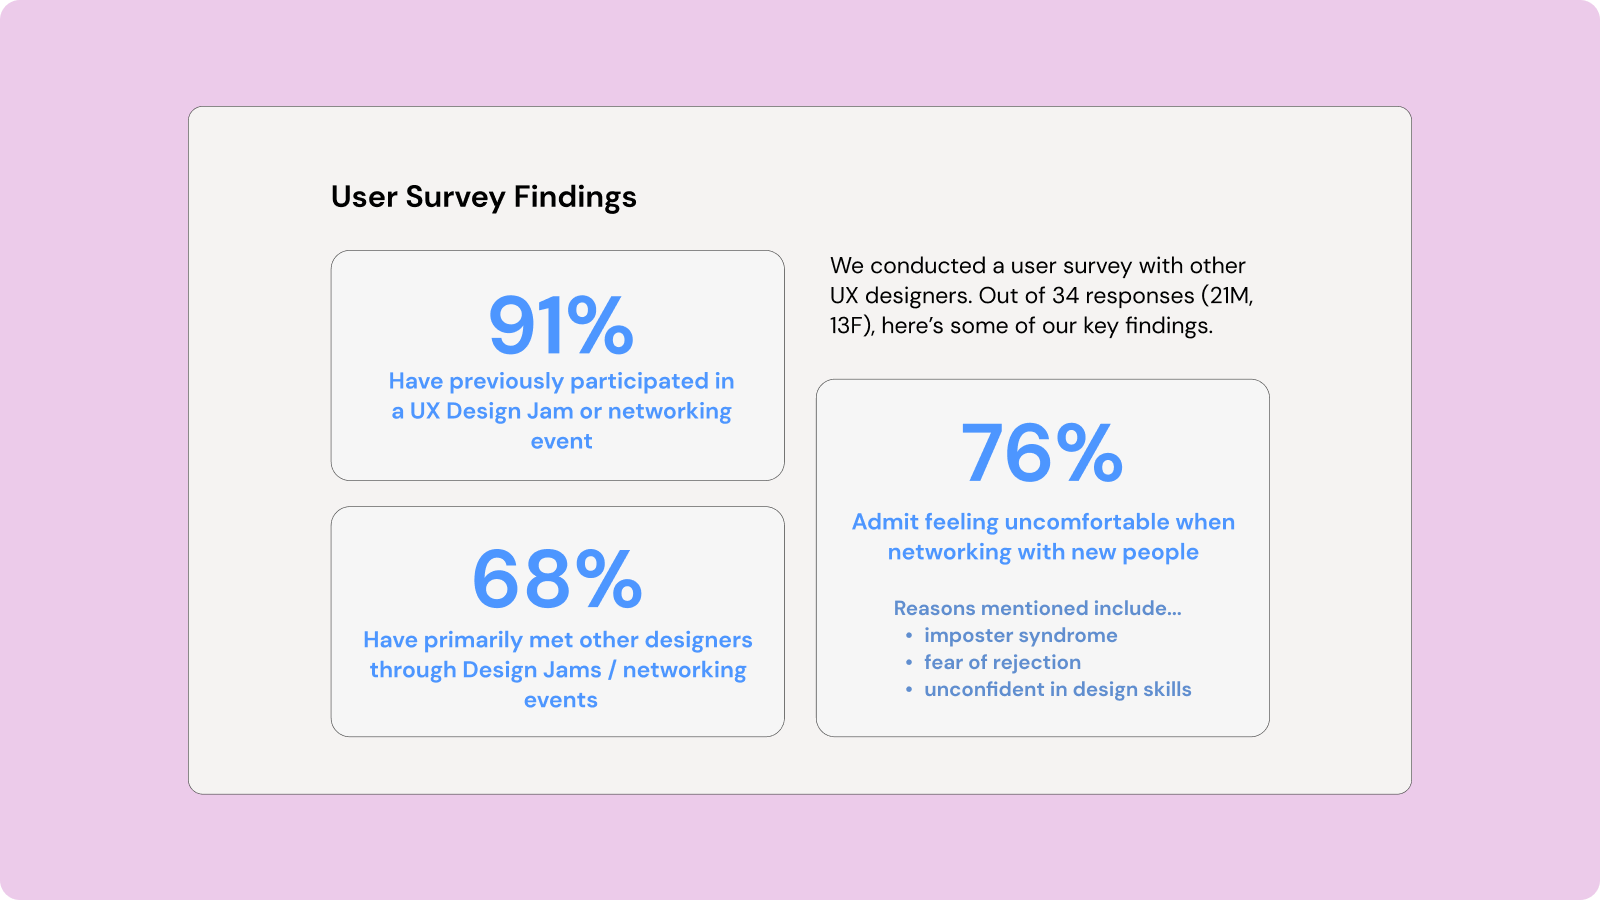 User Survey Findings
91%
Have previously participated in
a UX Design Jam or networking
event
68%
Have primarily met other designers
through Design Jams / networking
events
We conducted a user survey with other
UX designers. Out of 34 responses (21M,
13F), here’s some of our key findings.
76%
Admit feeling uncomfortable when
networking with new people
Reasons mentioned include...
• imposter syndrome
• fear of rejection
• unconfident in design skills